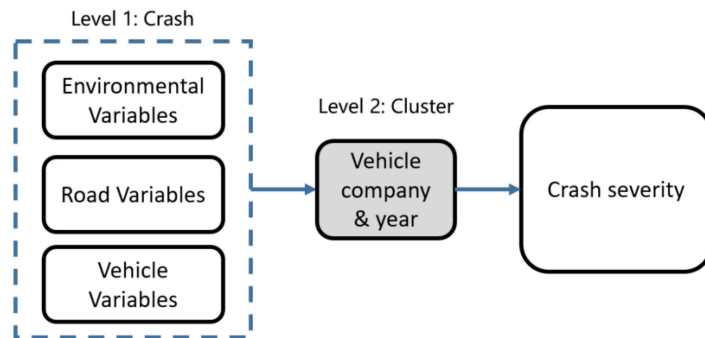 Level 1: Crash
Environmental
Variables
Road Variables
Vehicle
Variables
Level 2: Cluster
Vehicle
company
& year
Crash severity